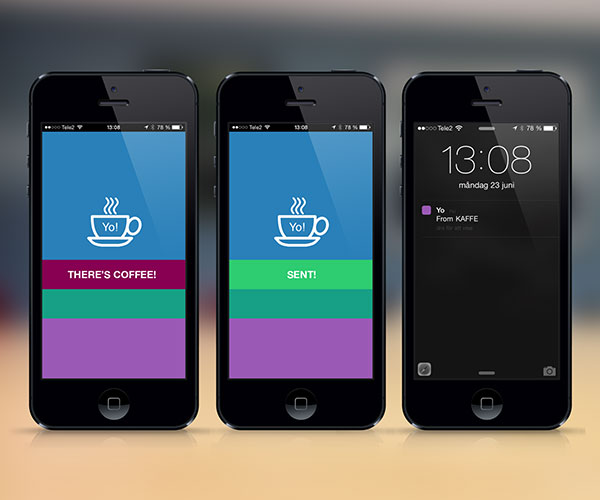 Tele2 13:08 78 %
Yo!
THERE'S COFFEE!
Tele2 13:08 78 %
Yo!
SENT!
Tele2 78 %
13:08
måndag 23 juni
Yo nu
From KAFFE
dra för att visa